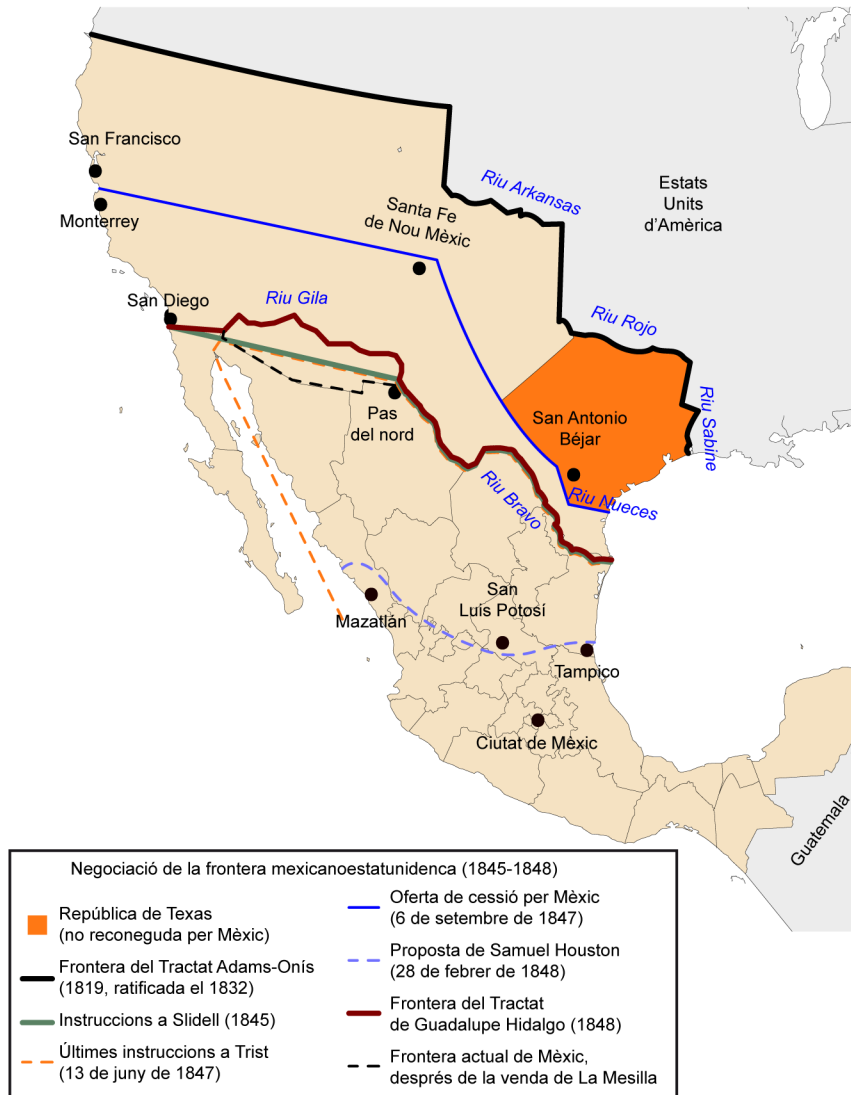 San Francisco
Monterrey
San Diego
Riu Gila
Santa Fe
de Nou Mèxic
Riu Arkansas
Estats
Units
d'Amèrica
Riu Rojo
Riu Sabine
San Antonio
Béjar
Pas
del nord
Riu Nueces
Riu Bravo
Mazatlán
San
Luis Potosí
Tampico
Ciutat de Mèxic
Guatemala
Negociació de la frontera mexicanoestatunidenca (1845-1848)
República de Texas
(no reconeguda per Mèxic)
Frontera del Tractat Adams-Onís
(1819, ratificada el 1832)
Instruccions a Slidell (1845)
Últimes instruccions a Trist
(13 de juny de 1847)
Oferta de cessió per Mèxic
(6 de setembre de 1847)
Proposta de Samuel Houston
(28 de febrer de 1848)
Frontera del Tractat
de Guadalupe Hidalgo (1848)
Frontera actual de Mèxic,
després de la venda de La Mesilla